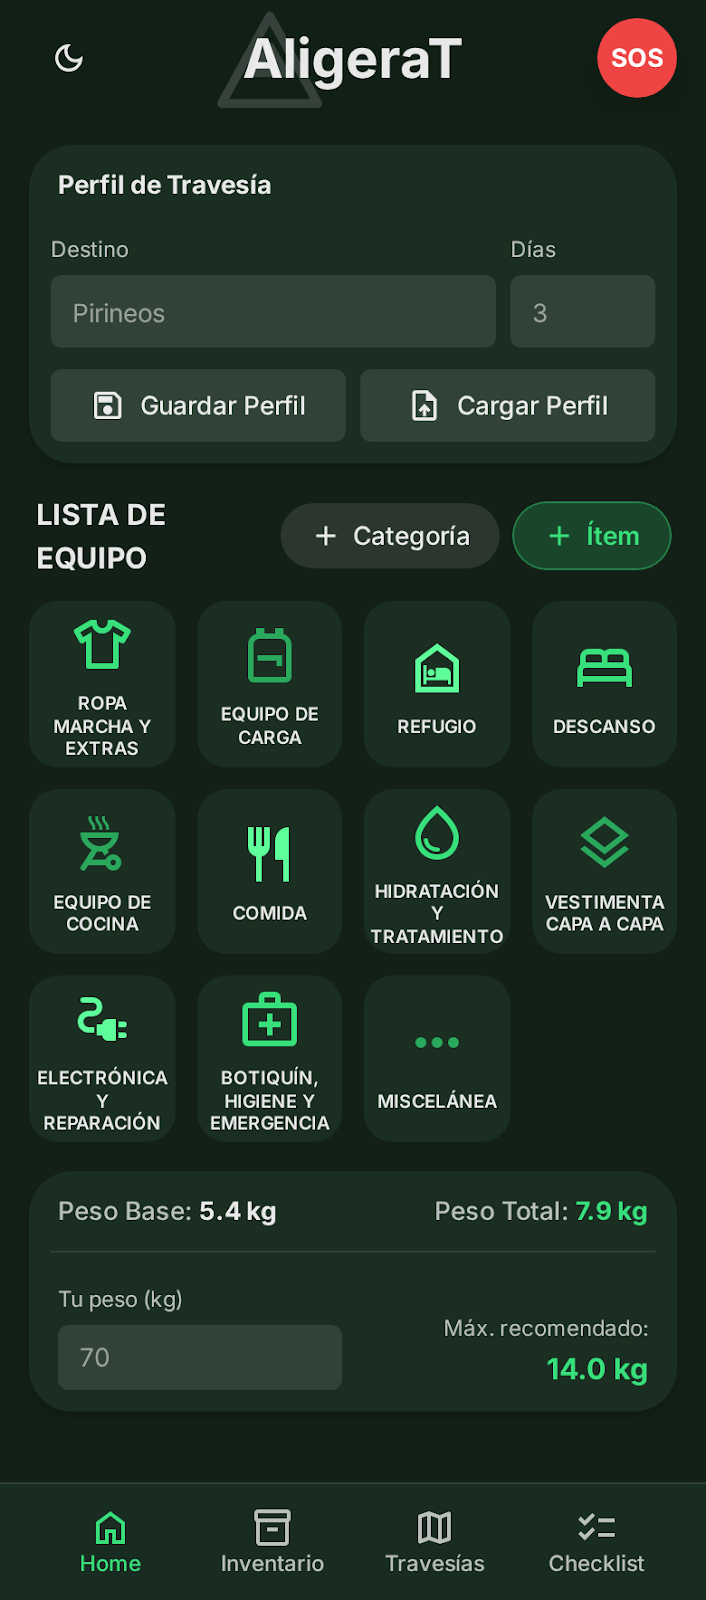 AligeraT
SOS
Perfil de Travesía
Destino
Días
Pirineos
3
Guardar Perfil
Cargar Perfil
LISTA DE
EQUIPO
+ Categoría
+ Ítem
ROPA
MARCHA Y
EXTRAS
EQUIPO DE
CARGA
REFUGIO
DESCANSO
EQUIPO DE
COCINA
COMIDA
HIDRATACIÓN
Y
TRATAMIENTO
VESTIMENTA
CAPA A CAPA
ELECTRÓNICA
Y
REPARACIÓN
BOTIQUÍN,
HIGIENE Y
EMERGENCIA
MISCELÁNEA
Peso Base: 5.4 kg
Peso Total: 7.9 kg
Tu peso (kg)
70
Máx. recomendado:
14.0 kg
Home
Inventario
Travesías
Checklist